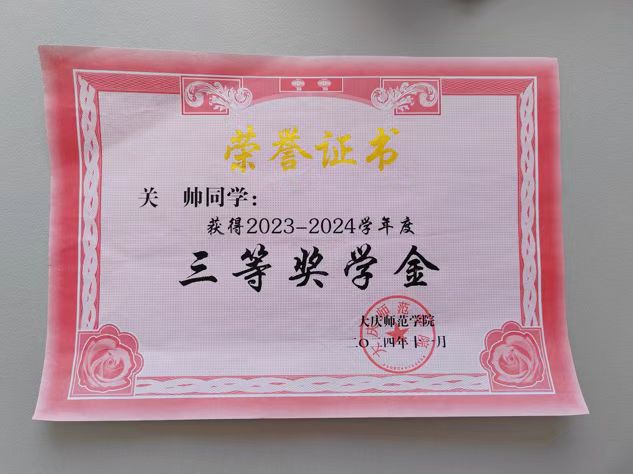 荣誉证书
关 帅同学：
获得2023-2024学年度
三等奖学金
大庆师范学院
二〇二四年十一月